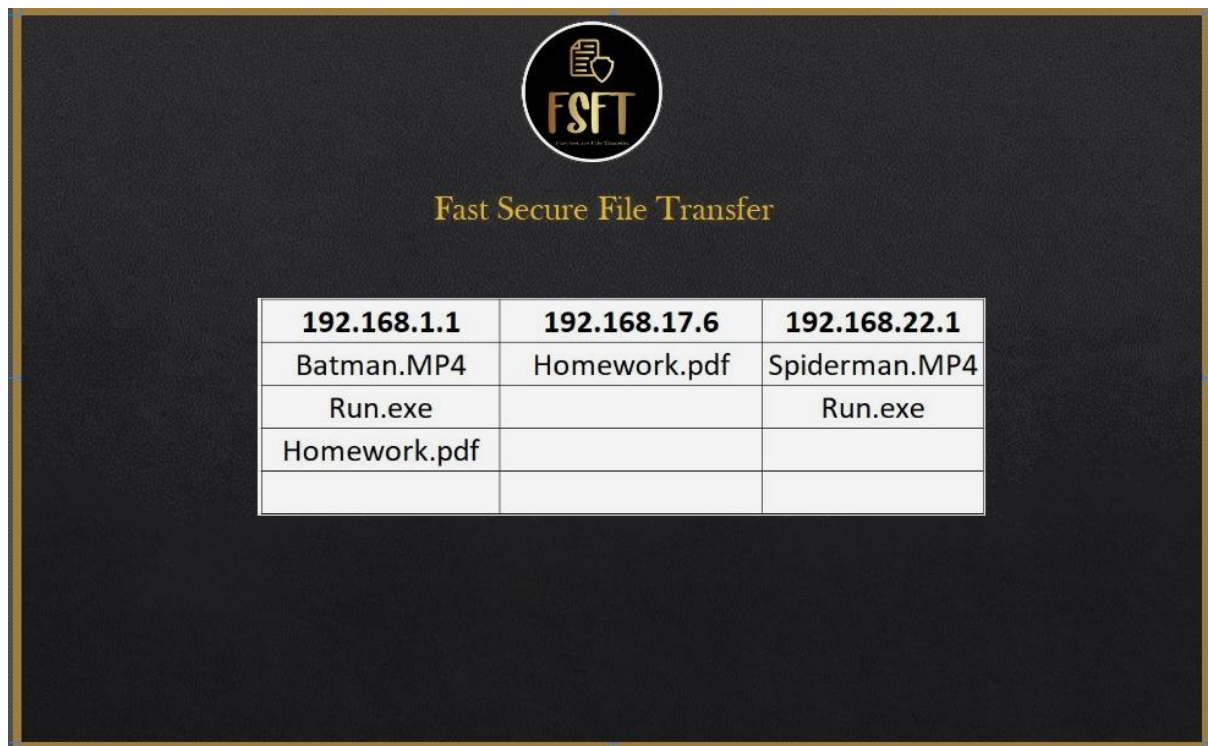 FSFT
Fast Secure File Transfer
192.168.1.1 192.168.17.6 192.168.22.1
Batman.MP4 Homework.pdf Spiderman.MP4
Run.exe Run.exe
Homework.pdf